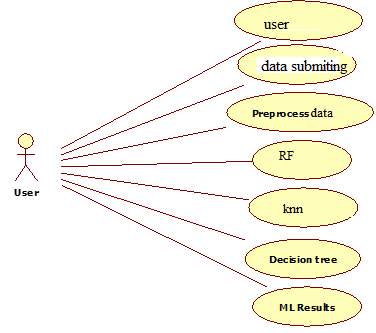 user
data submiting
Preprocess data
RF
User
knn
Decision tree
ML Results